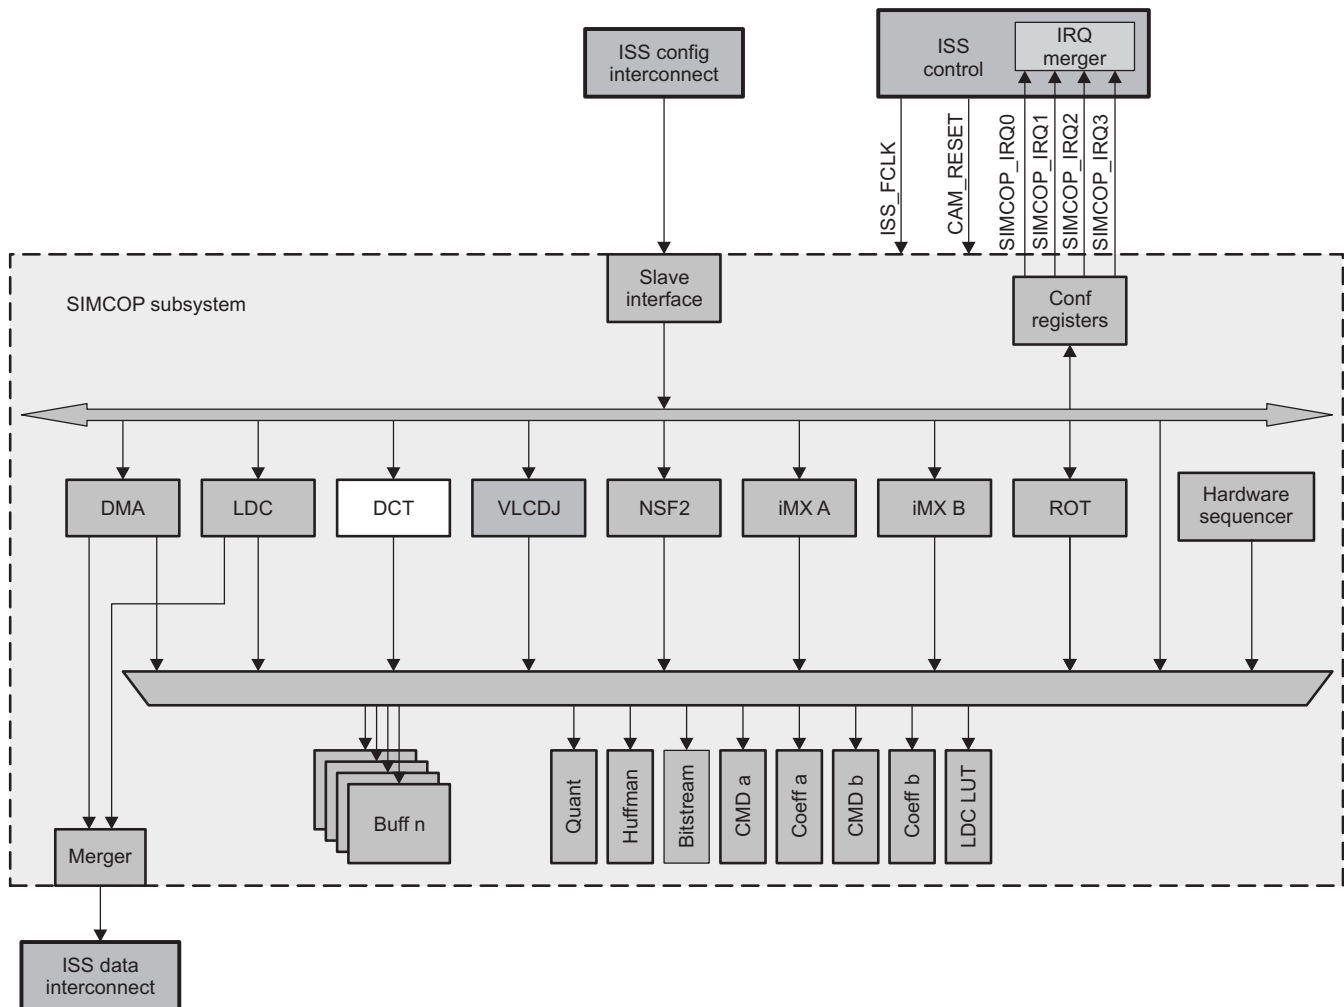 ISS config
interconnect
ISS
control
IRQ
merger
ISS_FCLK
CAM_RESET
SIMCOP_IRQ0
SIMCOP_IRQ1
SIMCOP_IRQ2
SIMCOP_IRQ3
SIMCOP subsystem
Slave
interface
Conf
registers
DMA
LDC
DCT
VLCDJ
NSF2
iMX A
iMX B
ROT
Hardware
sequencer
Buff n
Quant
Huffman
Bitstream
CMD a
Coeff a
CMD b
Coeff b
LDC LUT
Merger
ISS data
interconnect